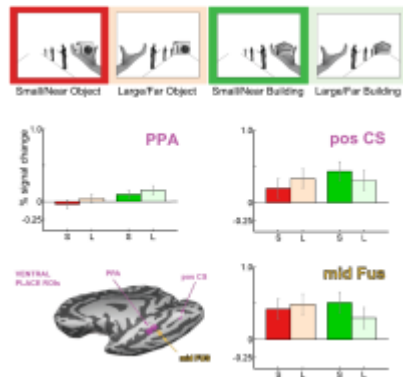 Small/Near Object
Large/Far Object
Small/Near Building
Large/Far Building
PPA
1.0
% signal change
0
-0.25
S
L
S
L
pos CS
1.0
0
-0.25
S
L
S
L
VENTRAL
PLACE ROIs
PPA
pos CS
mid Fus
mid Fus
1.0
0
-0.25
S
L
S
L